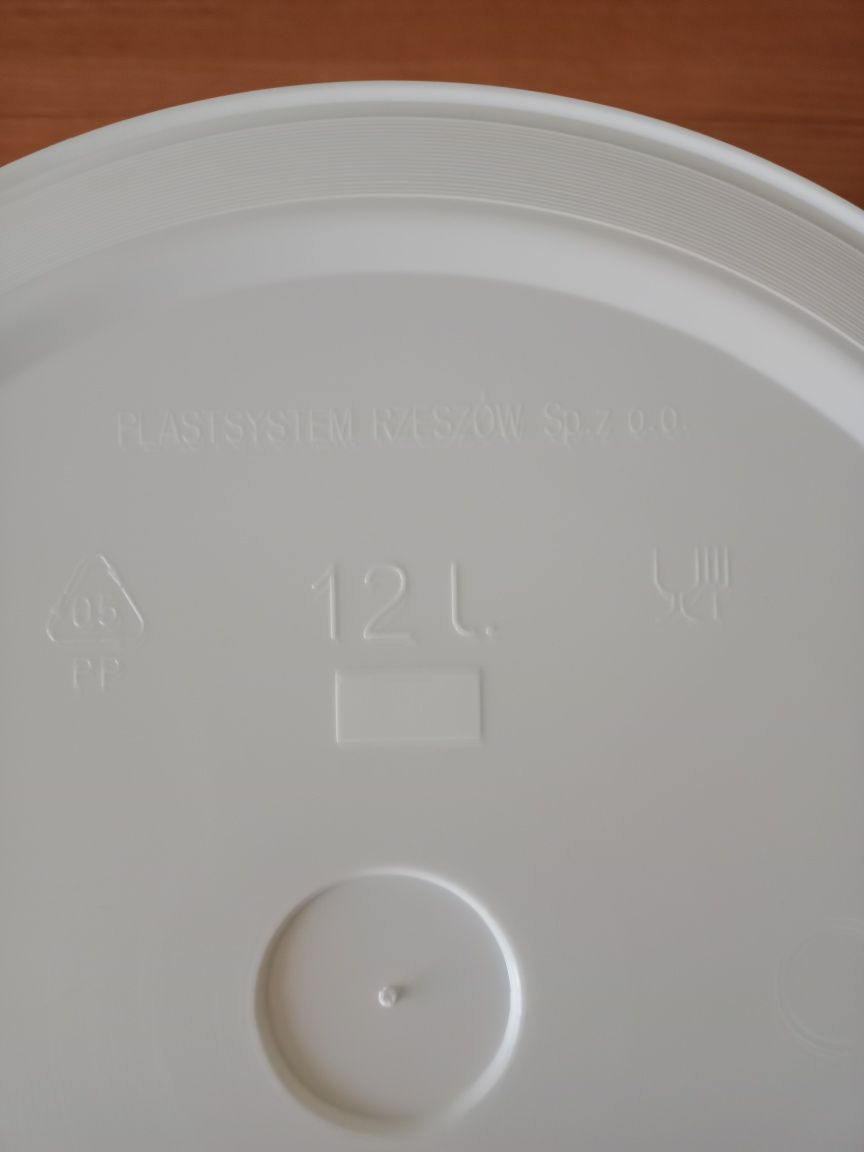 PLASTSYSTEM RZESZÓW Sp. z o.o.
05
12 l.
PP